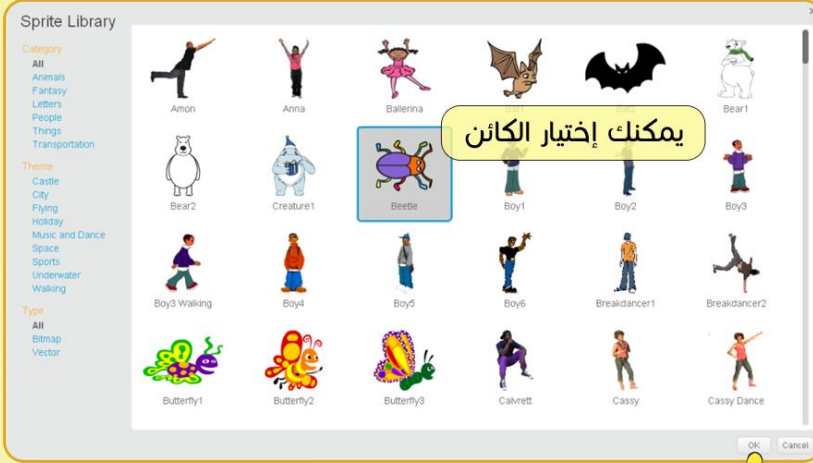 Sprite Library
Category
All
Animals
Fantasy
Letters
People
Things
Transportation
Theme
Castle
City
Flying
Holiday
Music and Dance
Space
Sports
Underwater
Walking
Type
All
Bitmap
Vector
Amon
Anna
Ballerina
Bear1
يمكنك إختيار الكائن
Bear2
Creature1
Beetle
Boy1
Boy2
Boy3
Boy3 Walking
Boy4
Boy5
Boy6
Breakdancer1
Breakdancer2
Butterfly1
Butterfly2
Butterfly3
Calvrett
Cassy
Cassy Dance
OK
Cancel